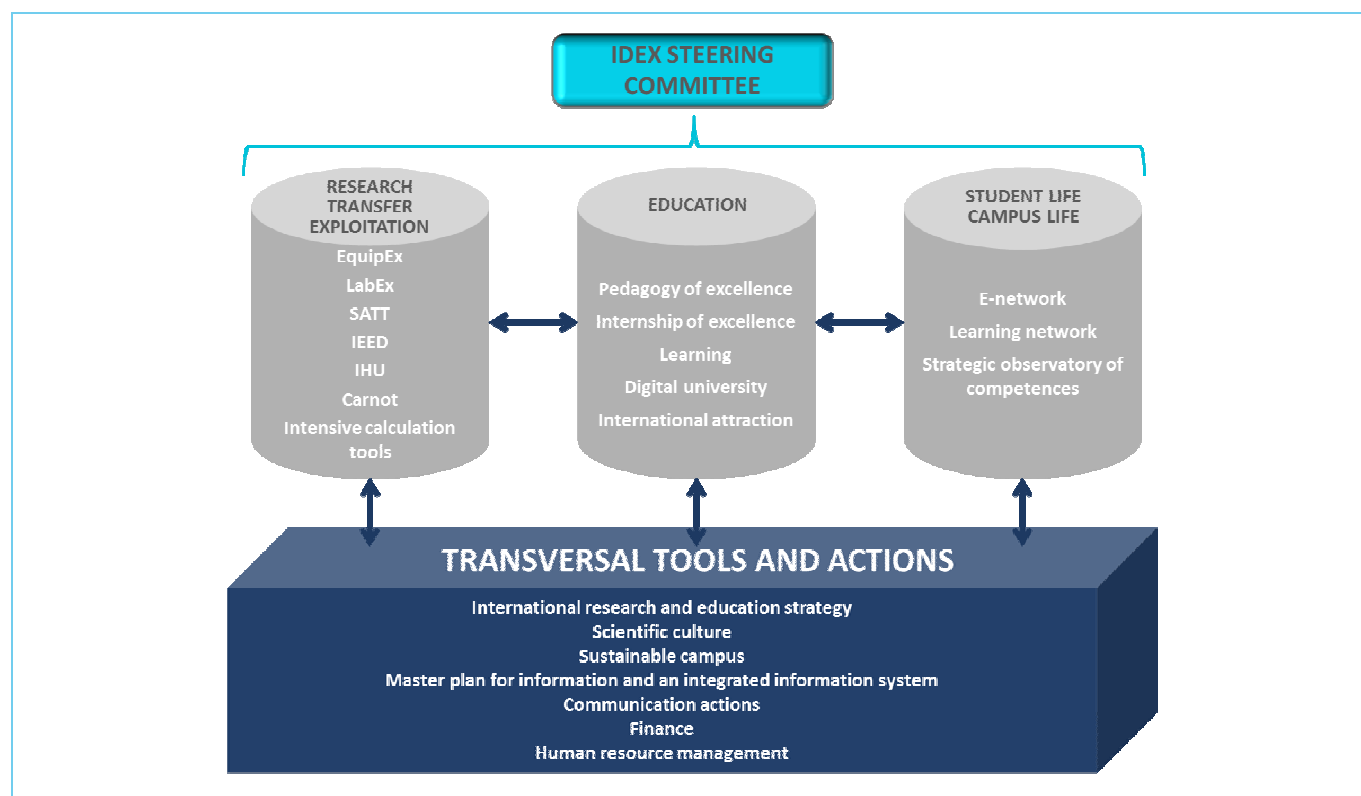 IDEX STEERING
COMMITTEE
RESEARCH
TRANSFER
EXPLOITATION
EquipEx
LabEx
SATT
IEED
IHU
Carnot
Intensive calculation
tools
EDUCATION
Pedagogy of excellence
Internship of excellence
Learning
Digital university
International attraction
STUDENT LIFE
CAMPUS LIFE
E-network
Learning network
Strategic observatory of
competences
TRANSVERSAL TOOLS AND ACTIONS
International research and education strategy
Scientific culture
Sustainable campus
Master plan for information and an integrated information system
Communication actions
Finance
Human resource management